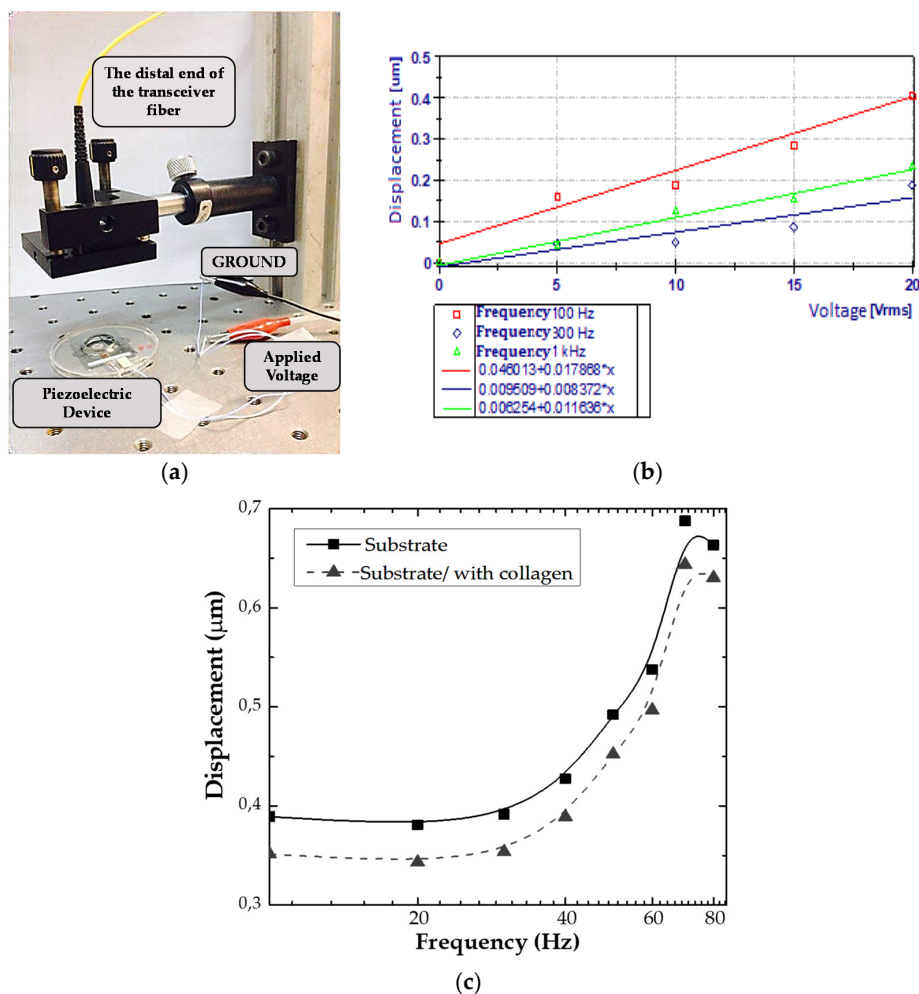 The distal end of
the transceiver
fiber
GROUND
Applied
Voltage
Piezoelectric
Device
(a)
Displacement [um]
0.5
0.4
0.3
0.2
0.1
0
0 5 10 15 20
Voltage [Vrms]
Frequency 100 Hz
Frequency 300 Hz
Frequency 1 kHz
0.046013+0.017868*x
0.009509+0.008372*x
0.006254+0.011636*x
(b)
Displacement (μm)
0,7
0,6
0,5
0,4
0,3
Substrate
Substrate/ with collagen
20 40 60 80
Frequency (Hz)
(c)